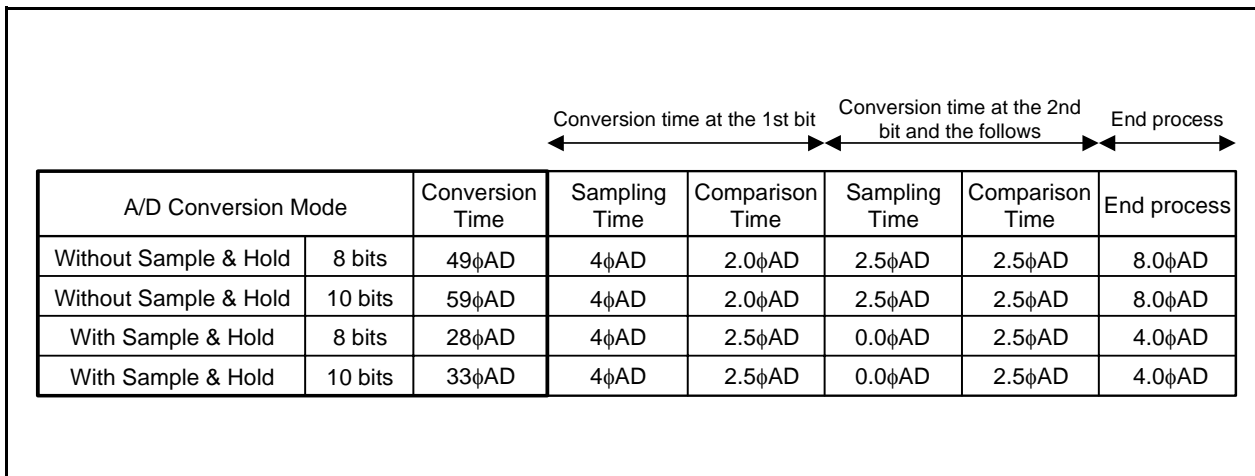 Conversion time at the 1st bit
Conversion time at the 2nd
bit and the follows
End process
A/D Conversion Mode
Conversion
Time
Sampling
Time
Comparison
Time
Sampling
Time
Comparison
Time
End process
Without Sample & Hold 8 bits 49ϕAD 4ϕAD 2.0ϕAD 2.5ϕAD 2.5ϕAD 8.0ϕAD
Without Sample & Hold 10 bits 59ϕAD 4ϕAD 2.0ϕAD 2.5ϕAD 2.5ϕAD 8.0ϕAD
With Sample & Hold 8 bits 28ϕAD 4ϕAD 2.5ϕAD 0.0ϕAD 2.5ϕAD 4.0ϕAD
With Sample & Hold 10 bits 33ϕAD 4ϕAD 2.5ϕAD 0.0ϕAD 2.5ϕAD 4.0ϕAD